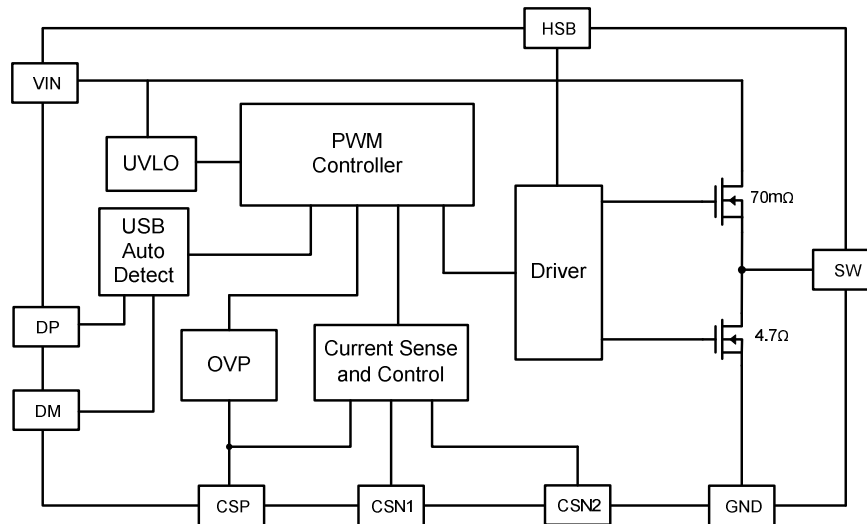 HSB
VIN
PWM
Controller
UVLO
70mΩ
USB
Auto
Detect
Driver
SW
DP
4.7Ω
OVP
Current Sense
and Control
DM
CSP
CSN1
CSN2
GND